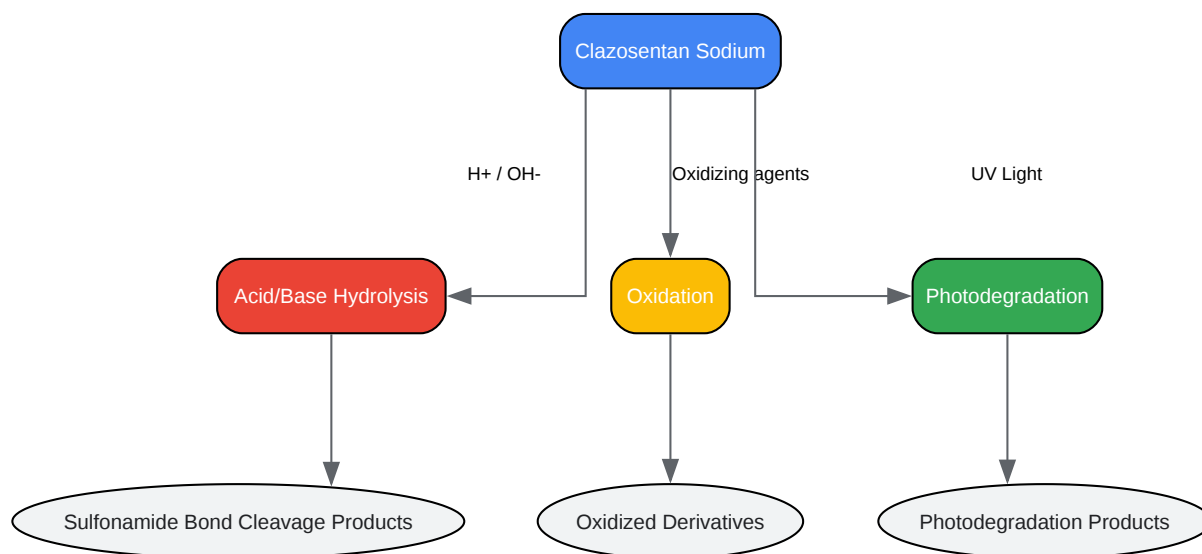 Clazosentan Sodium
H+ / OH-
Oxidizing agents
UV Light
Acid/Base Hydrolysis
Oxidation
Photodegradation
Sulfonamide Bond Cleavage Products
Oxidized Derivatives
Photodegradation Products